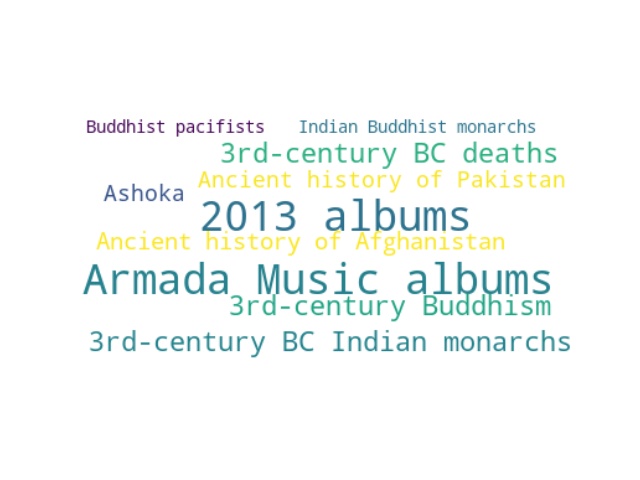 Buddhist pacifists
Indian Buddhist monarchs
3rd-century BC deaths
Ancient history of Pakistan
Ashoka
2013 albums
Ancient history of Afghanistan
Armada Music albums
3rd-century Buddhism
3rd-century BC Indian monarchs